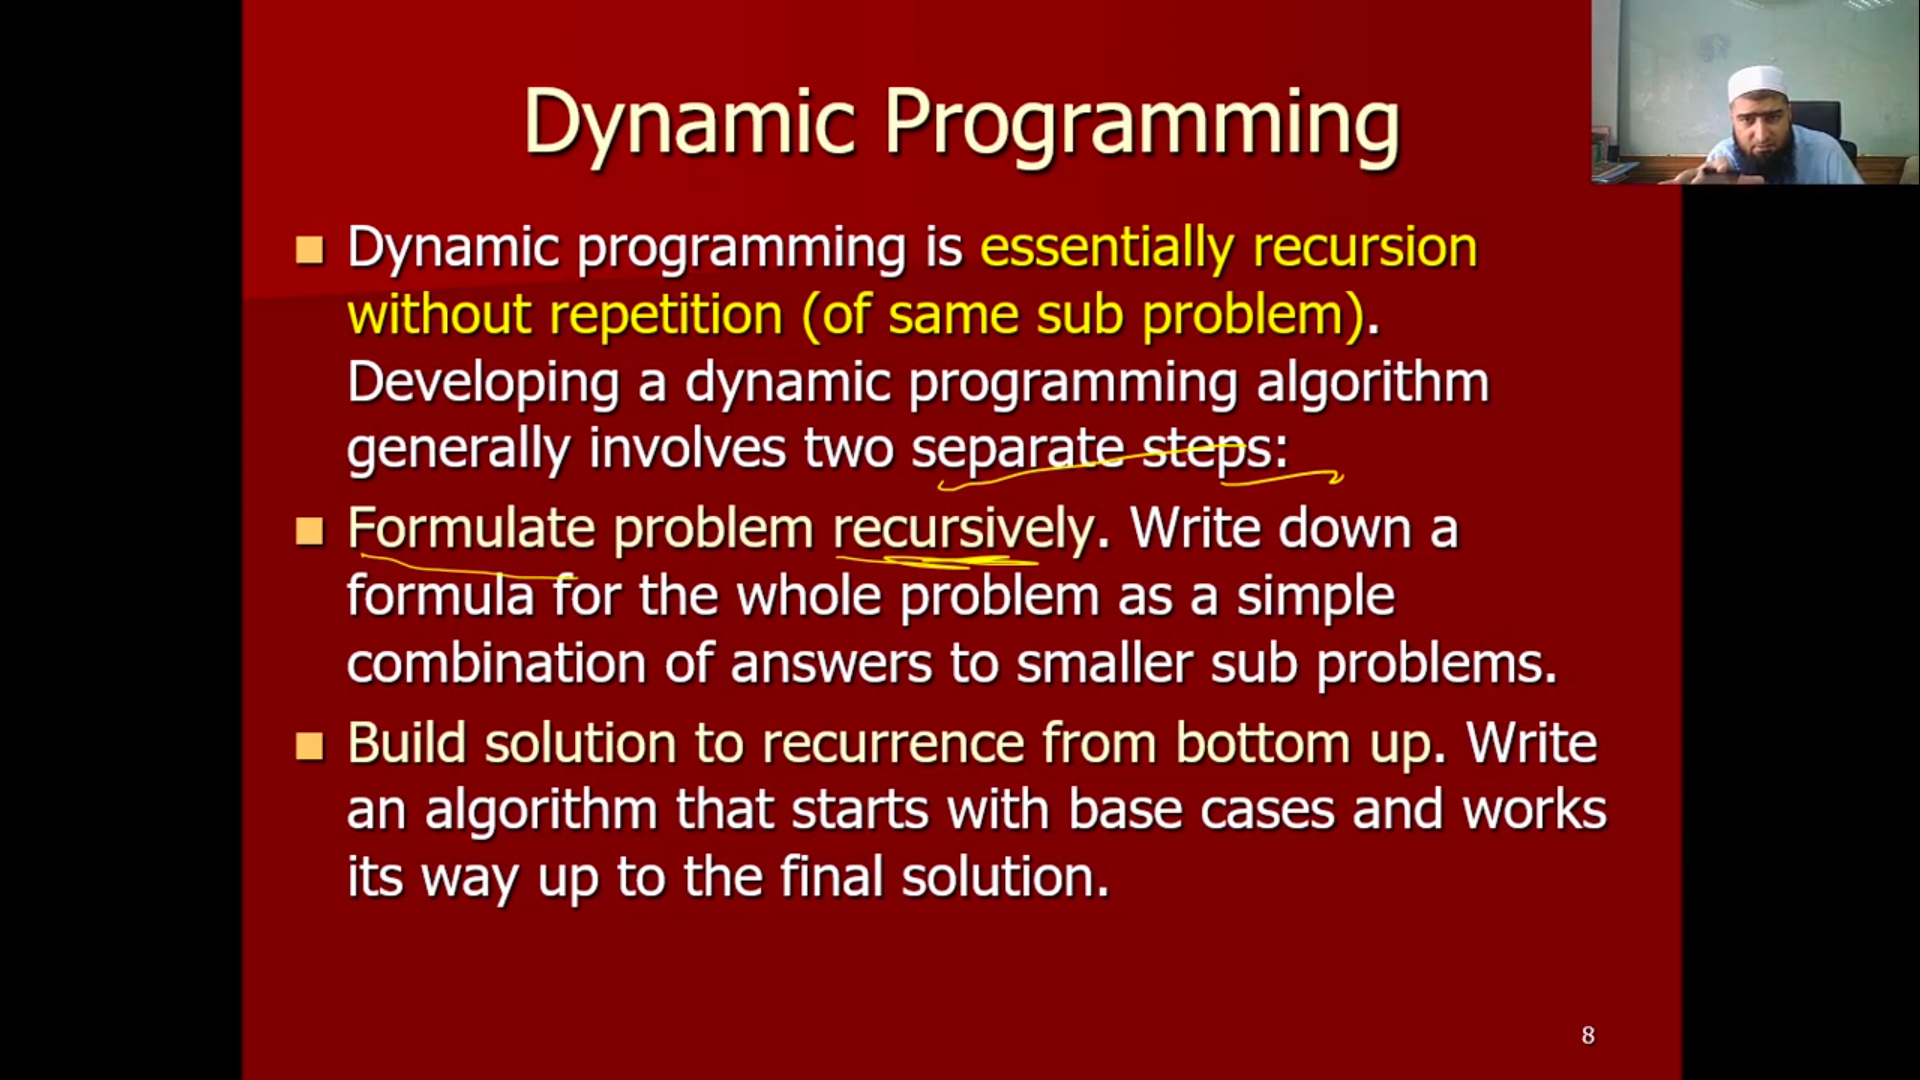 Dynamic Programming
Dynamic programming is essentially recursion
without repetition (of same sub problem).
Developing a dynamic programming algorithm
generally involves two separate steps:
Formulate problem recursively. Write down a
formula for the whole problem as a simple
combination of answers to smaller sub problems.
Build solution to recurrence from bottom up. Write
an algorithm that starts with base cases and works
its way up to the final solution.
8